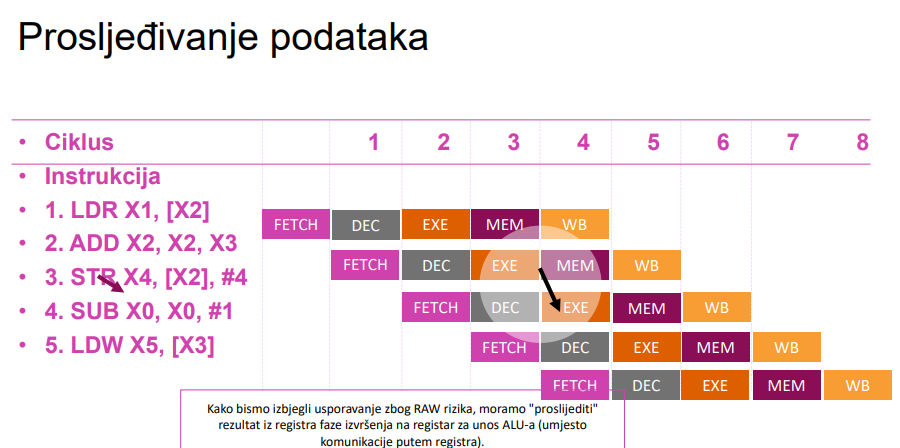 Prosljeđivanje podataka
• Ciklus 1 2 3 4 5 6 7 8
• Instrukcija
• 1. LDR X1, [X2]
• 2. ADD X2, X2, X3
• 3. STR X4, [X2], #4
• 4. SUB X0, X0, #1
• 5. LDW X5, [X3]
FETCH DEC EXE MEM WB
FETCH DEC EXE MEM WB
FETCH DEC EXE MEM WB
FETCH DEC EXE MEM WB
FETCH DEC EXE MEM WB
Kako bismo izbjegli usporavanje zbog RAW rizika, moramo "proslijediti"
rezultat iz registra faze izvršenja na registar za unos ALU-a (umjesto
komunikacije putem registra).